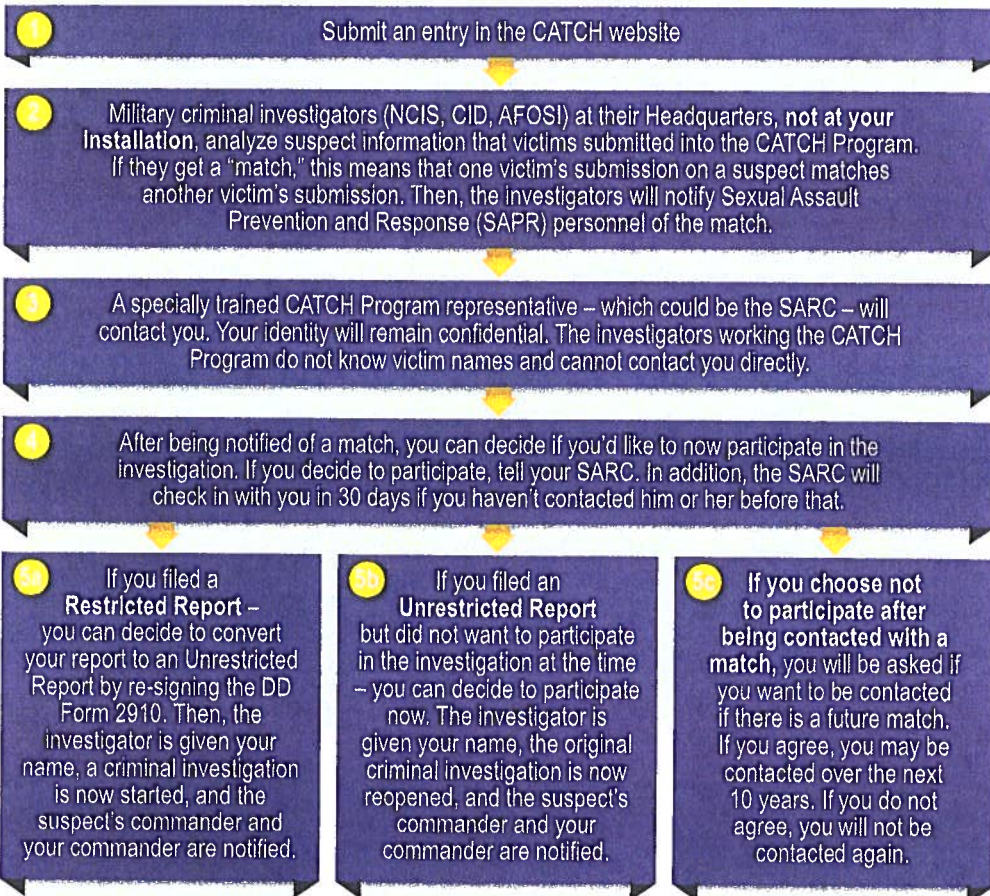 1
Submit an entry in the CATCH website
2
Military criminal investigators (NCIS, CID, AFOSI) at their Headquarters, not at your
Installation, analyze suspect information that victims submitted into the CATCH Program.
If they get a “match,” this means that one victim’s submission on a suspect matches
another victim’s submission. Then, the investigators will notify Sexual Assault
Prevention and Response (SAPR) personnel of the match.
3
A specially trained CATCH Program representative – which could be the SARC – will
contact you. Your identity will remain confidential. The investigators working the CATCH
Program do not know victim names and cannot contact you directly.
4
After being notified of a match, you can decide if you’d like to now participate in the
investigation. If you decide to participate, tell your SARC. In addition, the SARC will
check in with you in 30 days if you haven’t contacted him or her before that.
5a
If you filed a
Restricted Report –
you can decide to convert
your report to an Unrestricted
Report by re-signing the DD
Form 2910. Then, the
investigator is given your
name, a criminal investigation
is now started, and the
suspect’s commander and
your commander are notified.
5b
If you filed an
Unrestricted Report
but did not want to participate
in the investigation at the time
– you can decide to participate
now. The investigator is
given your name, the original
criminal investigation is now
reopened, and the suspect’s
commander and your
commander are notified.
5c
If you choose not
to participate after
being contacted with a
match, you will be asked if
you want to be contacted
if there is a future match.
If you agree, you may be
contacted over the next
10 years. If you do not
agree, you will not be
contacted again.